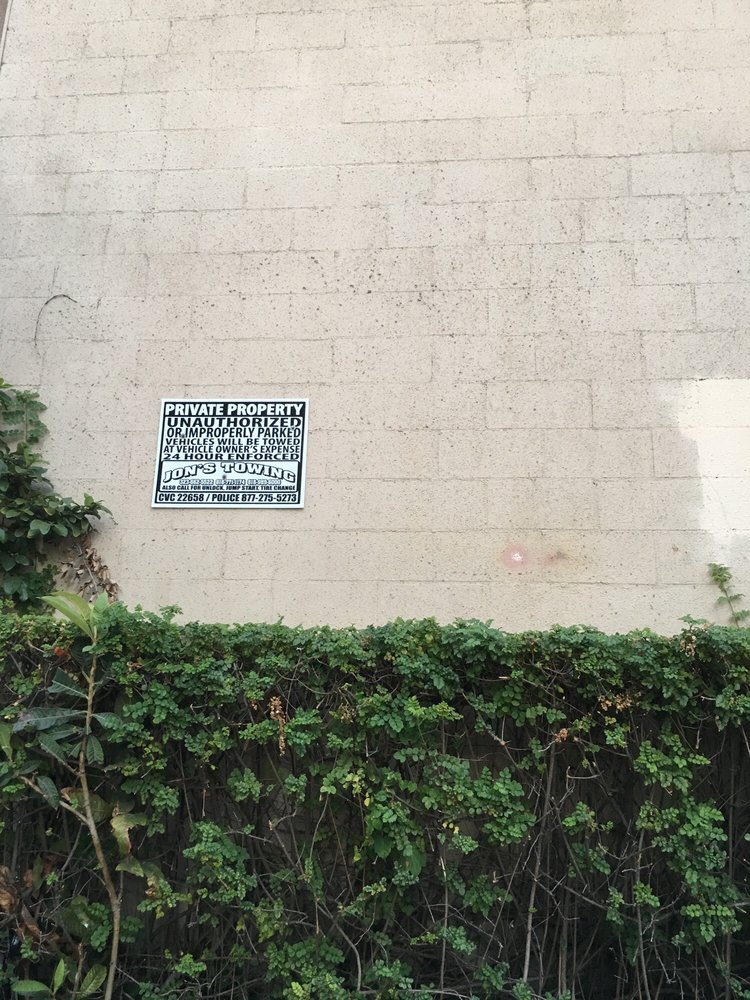 PRIVATE PROPERTY
UNAUTHORIZED
OR IMPROPERLY PARKED
VEHICLES WILL BE TOWED
AT VEHICLE OWNER'S EXPENSE
24 HOUR ENFORCED
JON'S TOWING
ALSO CALL FOR UNLOCK, JUMP START, TIRE CHANGE
CVC 22658 / POLICE 877-275-5273